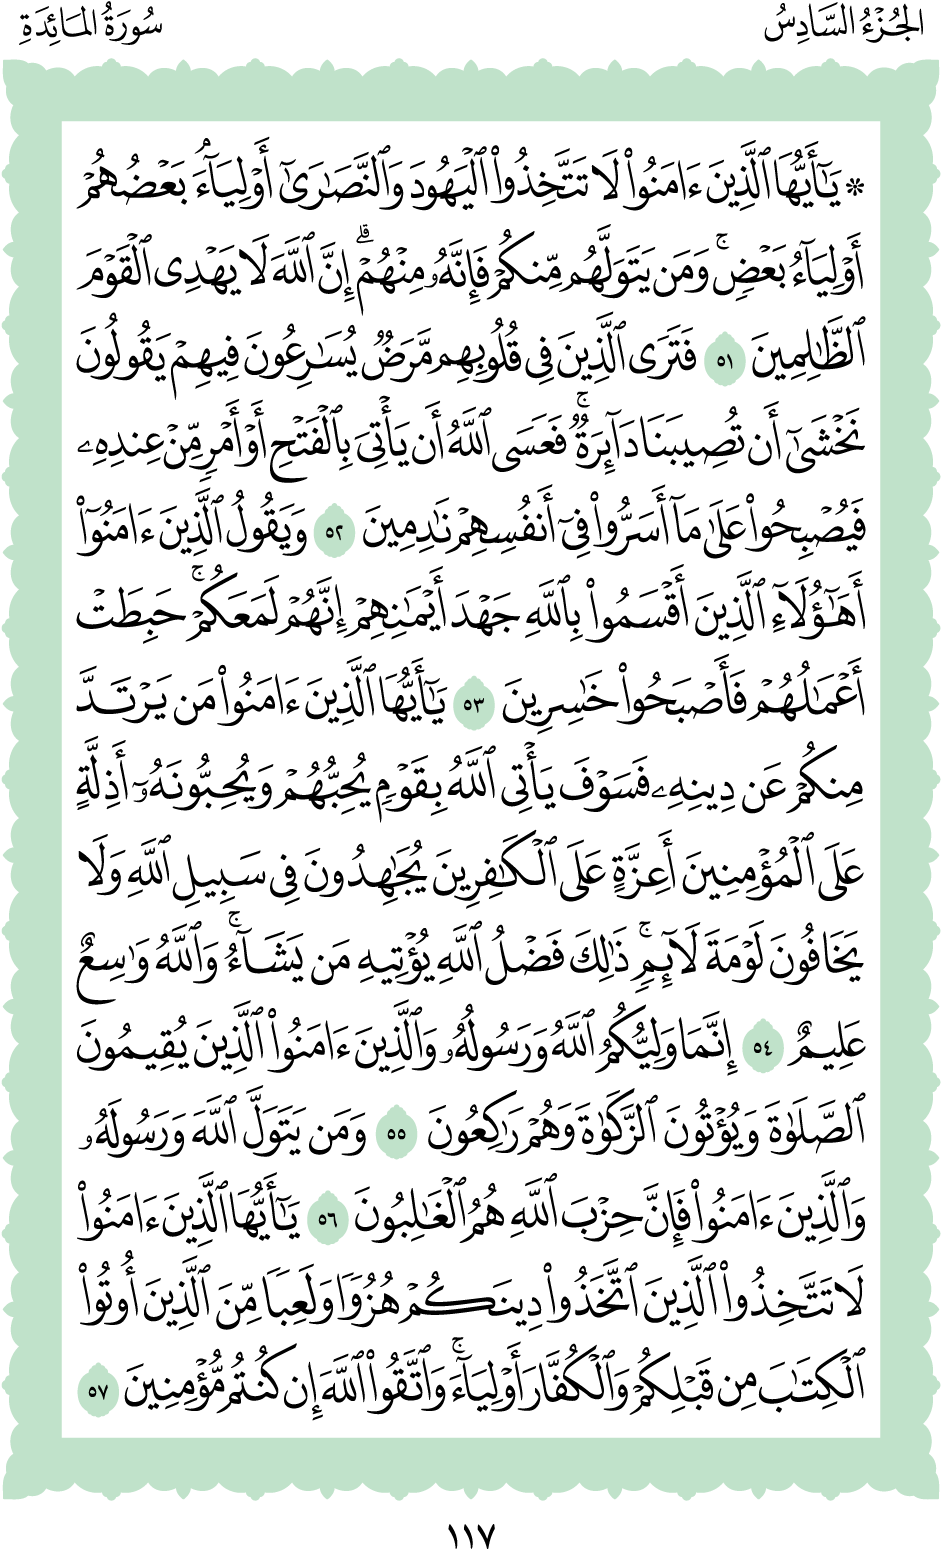 الجُزْءُ السَّادِسُ
سُورَةُ المَائِدَةِ
۞ يَٰٓأَيُّهَا ٱلَّذِينَ ءَامَنُوا۟ لَا تَتَّخِذُوا۟ ٱلْيَهُودَ وَٱلنَّصَٰرَىٰٓ أَوْلِيَآءَ ۘ بَعْضُهُمْ
أَوْلِيَآءُ بَعْضٍ ۚ وَمَن يَتَوَلَّهُم مِّنكُمْ فَإِنَّهُۥ مِنْهُمْ ۗ إِنَّ ٱللَّهَ لَا يَهْدِى ٱلْقَوْمَ
ٱلظَّٰلِمِينَ ٥١ فَتَرَى ٱلَّذِينَ فِى قُلُوبِهِم مَّرَضٌ يُسَٰرِعُونَ فِيهِمْ يَقُولُونَ
نَخْشَىٰٓ أَن تُصِيبَنَا دَآئِرَةٌ ۚ فَعَسَى ٱللَّهُ أَن يَأْتِىَ بِٱلْفَتْحِ أَوْ أَمْرٍ مِّنْ عِندِهِۦ
فَيُصْبِحُوا۟ عَلَىٰ مَآ أَسَرُّوا۟ فِىٓ أَنفُسِهِمْ نَٰدِمِينَ ٥٢ وَيَقُولُ ٱلَّذِينَ ءَامَنُوٓا۟
أَهَٰٓؤُلَآءِ ٱلَّذِينَ أَقْسَمُوا۟ بِٱللَّهِ جَهْدَ أَيْمَٰنِهِمْ إِنَّهُمْ لَمَعَكُمْ ۚ حَبِطَتْ
أَعْمَٰلُهُمْ فَأَصْبَحُوا۟ خَٰسِرِينَ ٥٣ يَٰٓأَيُّهَا ٱلَّذِينَ ءَامَنُوا۟ مَن يَرْتَدَّ
مِنكُمْ عَن دِينِهِۦ فَسَوْفَ يَأْتِى ٱللَّهُ بِقَوْمٍ يُحِبُّهُمْ وَيُحِبُّونَهُۥٓ أَذِلَّةٍ
عَلَى ٱلْمُؤْمِنِينَ أَعِزَّةٍ عَلَى ٱلْكَٰفِرِينَ يُجَٰهِدُونَ فِى سَبِيلِ ٱللَّهِ وَلَا
يَخَافُونَ لَوْمَةَ لَآئِمٍ ۚ ذَٰلِكَ فَضْلُ ٱللَّهِ يُؤْتِيهِ مَن يَشَآءُ ۚ وَٱللَّهُ وَٰسِعٌ
عَلِيمٌ ٥٤ إِنَّمَا وَلِيُّكُمُ ٱللَّهُ وَرَسُولُهُۥ وَٱلَّذِينَ ءَامَنُوا۟ ٱلَّذِينَ يُقِيمُونَ
ٱلصَّلَوٰةَ وَيُؤْتُونَ ٱلزَّكَوٰةَ وَهُمْ رَٰكِعُونَ ٥٥ وَمَن يَتَوَلَّ ٱللَّهَ وَرَسُولَهُۥ
وَٱلَّذِينَ ءَامَنُوا۟ فَإِنَّ حِزْبَ ٱللَّهِ هُمُ ٱلْغَٰلِبُونَ ٥٦ يَٰٓأَيُّهَا ٱلَّذِينَ ءَامَنُوا۟
لَا تَتَّخِذُوا۟ ٱلَّذِينَ ٱتَّخَذُوا۟ دِينَكُمْ هُزُوًا وَلَعِبًا مِّنَ ٱلَّذِينَ أُوتُوا۟
ٱلْكِتَٰبَ مِن قَبْلِكُمْ وَٱلْكُفَّارَ أَوْلِيَآءَ ۚ وَٱتَّقُوا۟ ٱللَّهَ إِن كُنتُم مُّؤْمِنِينَ ٥٧
١١٧